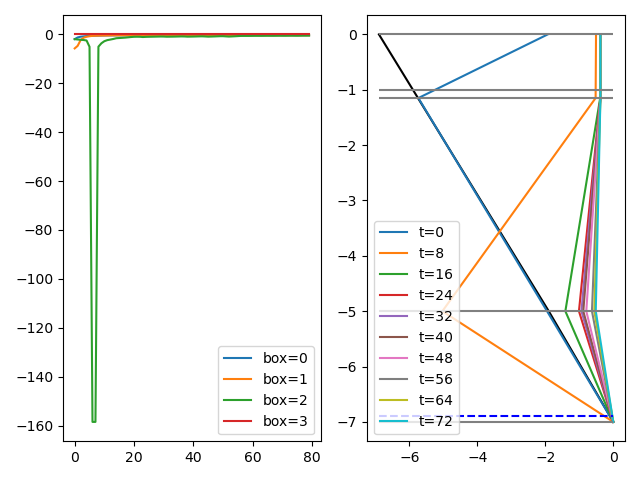 0
−20
−40
−60
−80
−100
−120
−140
−160
0 20 40 60 80
box=0
box=1
box=2
box=3
0
−1
−2
−3
−4
−5
−6
−7
−6 −4 −2 0
t=0
t=8
t=16
t=24
t=32
t=40
t=48
t=56
t=64
t=72